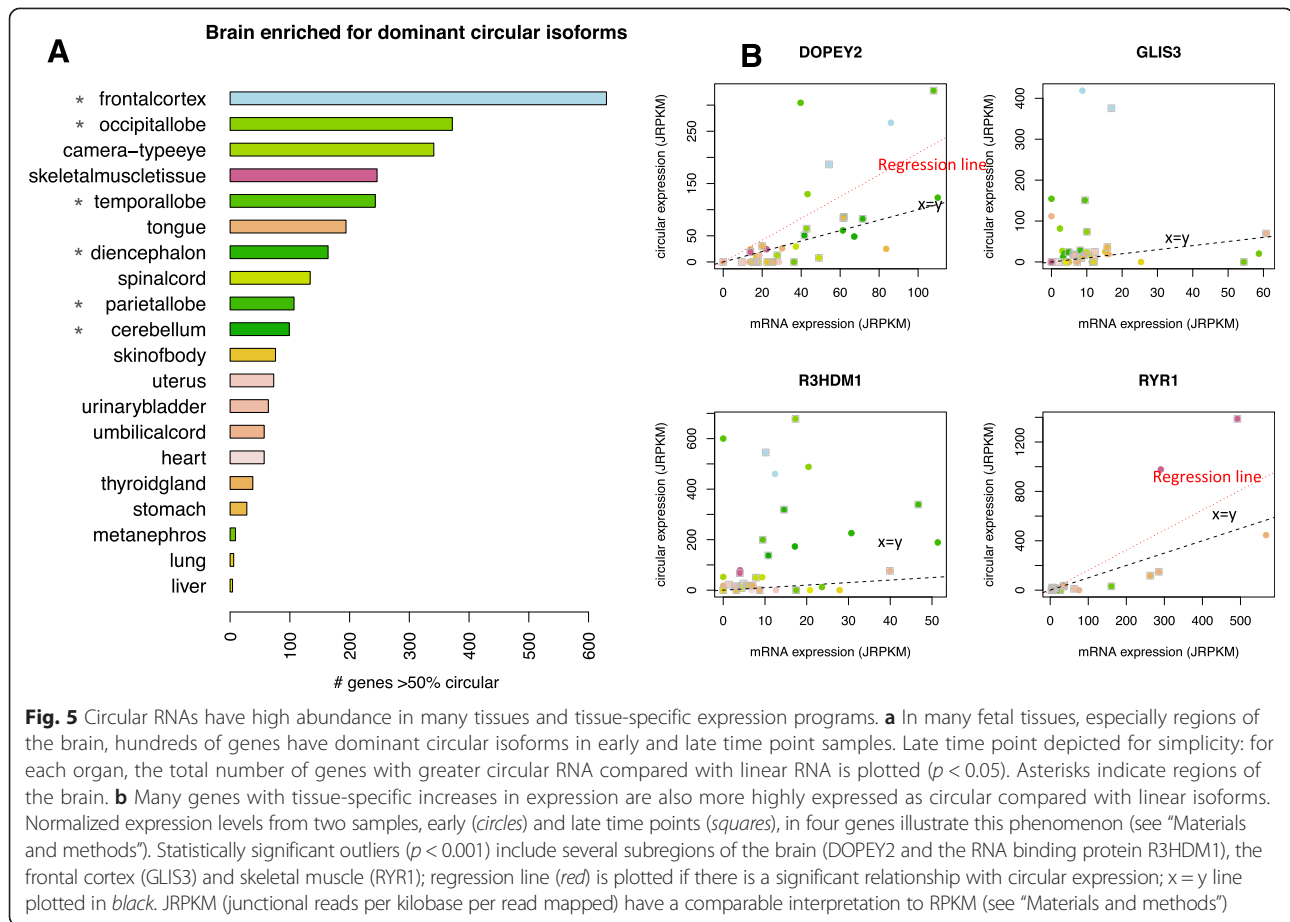 A
Brain enriched for dominant circular isoforms
* frontalcortex
* occipitallobe
camera-typeeye
skeletalmuscletissue
* temporallobe
tongue
* diencephalon
spinalcord
* parietallobe
* cerebellum
skinofbody
uterus
urinarybladder
umbilicalcord
heart
thyroidgland
stomach
metanephros
lung
liver
0 100 200 300 400 500 600
# genes >50% circular
B
DOPEY2
circular expression (JRPKM)
0 50 150 250
Regression line
x=y
0 20 40 60 80 100
mRNA expression (JRPKM)
GLIS3
circular expression (JRPKM)
0 100 200 300 400
x=y
0 10 20 30 40 50 60
mRNA expression (JRPKM)
R3HDM1
circular expression (JRPKM)
0 200 400 600
x=y
0 10 20 30 40 50
mRNA expression (JRPKM)
RYR1
circular expression (JRPKM)
0 400 800 1200
Regression line
x=y
0 100 200 300 400 500
mRNA expression (JRPKM)
Fig. 5 Circular RNAs have high abundance in many tissues and tissue-specific expression programs. a In many fetal tissues, especially regions of
the brain, hundreds of genes have dominant circular isoforms in early and late time point samples. Late time point depicted for simplicity: for
each organ, the total number of genes with greater circular RNA compared with linear RNA is plotted (p < 0.05). Asterisks indicate regions of
the brain. b Many genes with tissue-specific increases in expression are also more highly expressed as circular compared with linear isoforms.
Normalized expression levels from two samples, early (circles) and late time points (squares), in four genes illustrate this phenomenon (see “Materials
and methods”). Statistically significant outliers (p < 0.001) include several subregions of the brain (DOPEY2 and the RNA binding protein R3HDM1), the
frontal cortex (GLIS3) and skeletal muscle (RYR1); regression line (red) is plotted if there is a significant relationship with circular expression; x = y line
plotted in black. JRPKM (junctional reads per kilobase per read mapped) have a comparable interpretation to RPKM (see “Materials and methods”)